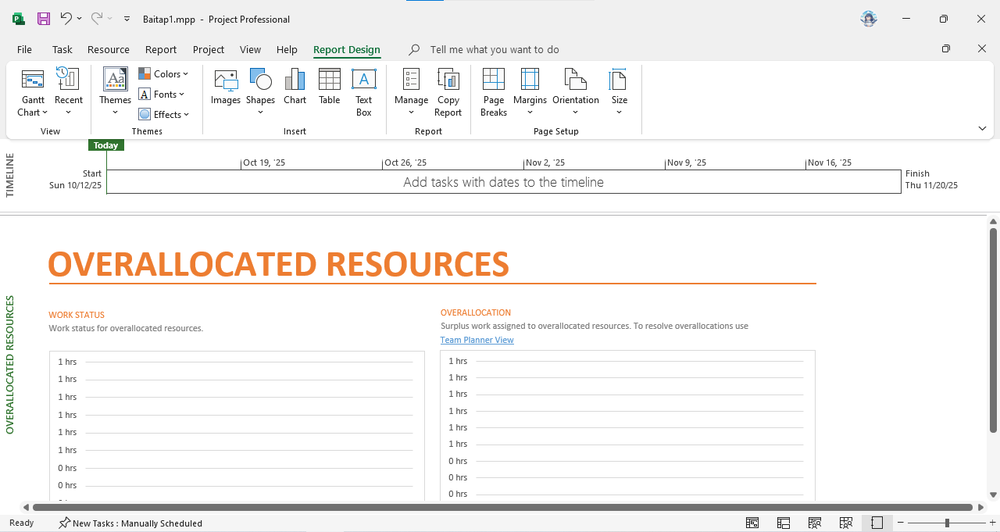 Baitap1.mpp - Project Professional
File Task Resource Report Project View Help Report Design Tell me what you want to do
Gantt Chart Recent
View
Themes Colors Fonts Effects
Themes
Images Shapes Chart Table Text Box
Insert
Manage Copy Report
Report
Page Breaks Margins Orientation Size
Page Setup
TIMELINE
Today
Oct 19, '25 Oct 26, '25 Nov 2, '25 Nov 9, '25 Nov 16, '25
Start
Sun 10/12/25
Add tasks with dates to the timeline
Finish
Thu 11/20/25
OVERALLOCATED RESOURCES
OVERALLOCATED RESOURCES
WORK STATUS
Work status for overallocated resources.
1 hrs
1 hrs
1 hrs
1 hrs
1 hrs
1 hrs
0 hrs
0 hrs
OVERALLOCATION
Surplus work assigned to overallocated resources. To resolve overallocations use
Team Planner View
1 hrs
1 hrs
1 hrs
1 hrs
1 hrs
1 hrs
0 hrs
0 hrs
0 hrs
Ready New Tasks : Manually Scheduled